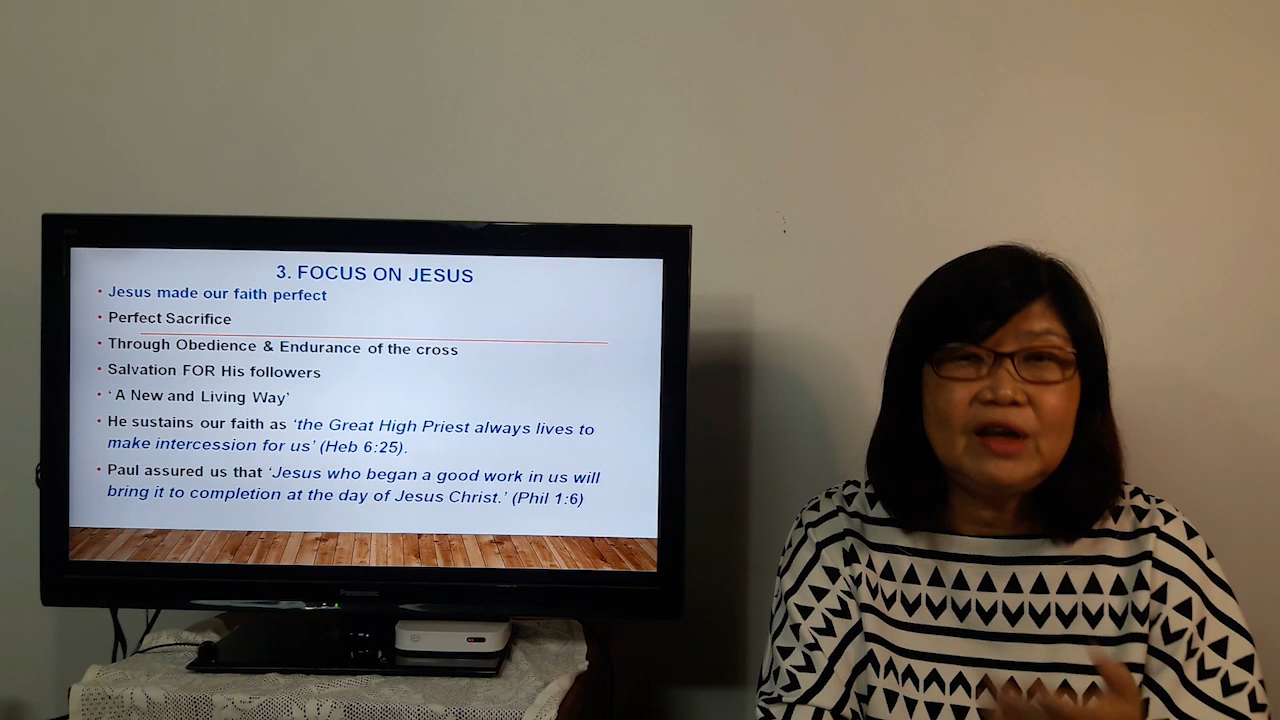 3. FOCUS ON JESUS
• Jesus made our faith perfect
• Perfect Sacrifice
• Through Obedience & Endurance of the cross
• Salvation FOR His followers
• ‘ A New and Living Way’
• He sustains our faith as ‘the Great High Priest always lives to
make intercession for us’ (Heb 6:25).
• Paul assured us that ‘Jesus who began a good work in us will
bring it to completion at the day of Jesus Christ.’ (Phil 1:6)
Panasonic